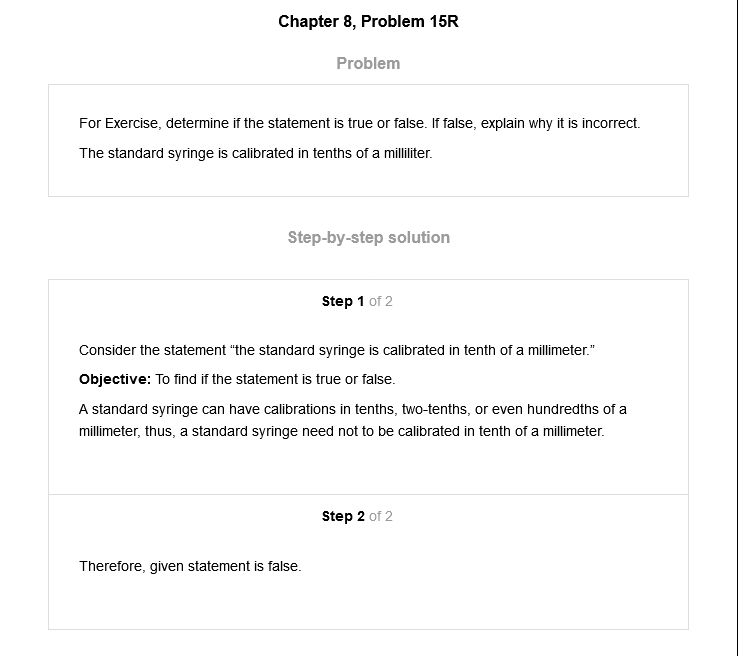 Chapter 8, Problem 15R
Problem
For Exercise, determine if the statement is true or false. If false, explain why it is incorrect.
The standard syringe is calibrated in tenths of a milliliter.
Step-by-step solution
Step 1 of 2
Consider the statement “the standard syringe is calibrated in tenth of a millimeter.”
Objective: To find if the statement is true or false.
A standard syringe can have calibrations in tenths, two-tenths, or even hundredths of a
millimeter, thus, a standard syringe need not to be calibrated in tenth of a millimeter.
Step 2 of 2
Therefore, given statement is false.